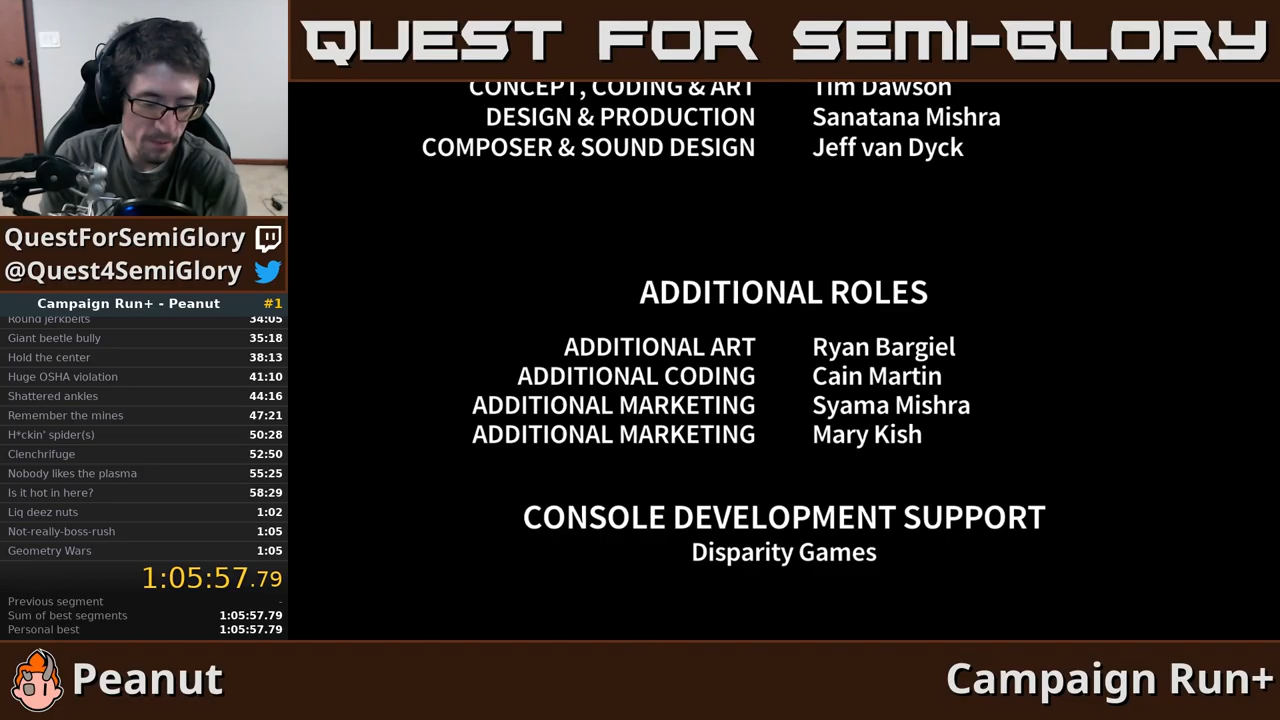 QUEST FOR SEMI-GLORY
CONCEPT, CODING & ART Tim Dawson
DESIGN & PRODUCTION Sanatana Mishra
COMPOSER & SOUND DESIGN Jeff van Dyck
ADDITIONAL ROLES
ADDITIONAL ART Ryan Bargiel
ADDITIONAL CODING Cain Martin
ADDITIONAL MARKETING Syama Mishra
ADDITIONAL MARKETING Mary Kish
CONSOLE DEVELOPMENT SUPPORT
Disparity Games
QuestForSemiGlory
@Quest4SemiGlory
Campaign Run+ - Peanut #1
Round jerkbeits 34:05
Giant beetle bully 35:18
Hold the center 38:13
Huge OSHA violation 41:10
Shattered ankles 44:16
Remember the mines 47:21
H*ckin' spider(s) 50:28
Clenchrifuge 52:50
Nobody likes the plasma 55:25
Is it hot in here? 58:29
Liq deez nuts 1:02
Not-really-boss-rush 1:05
Geometry Wars 1:05
1:05:57.79
Previous segment -
Sum of best segments 1:05:57.79
Personal best 1:05:57.79
Peanut
Campaign Run+